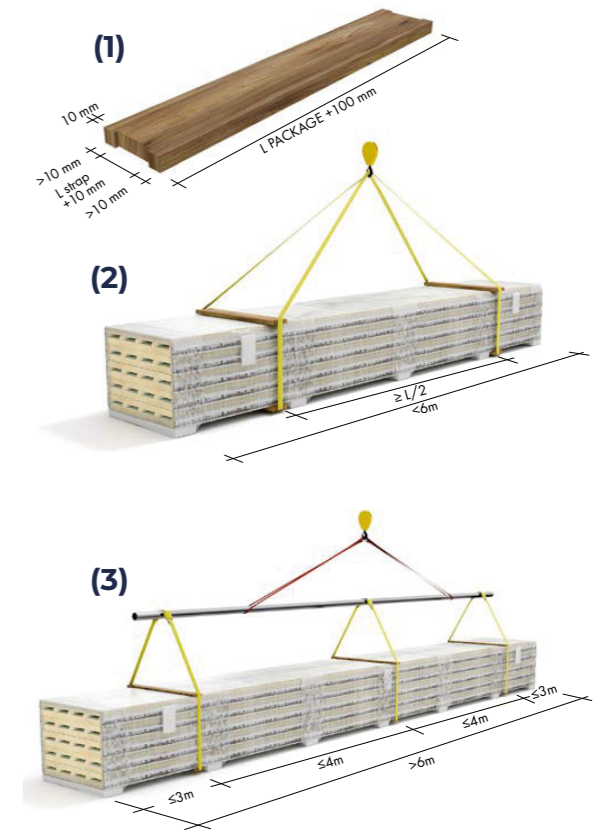 (1)
10 mm
>10 mm
L strap
+10 mm
>10 mm
L PACKAGE +100 mm
(2)
≥ L/2
<6m
(3)
≤3m
≤4m
≤4m
≤3m
>6m